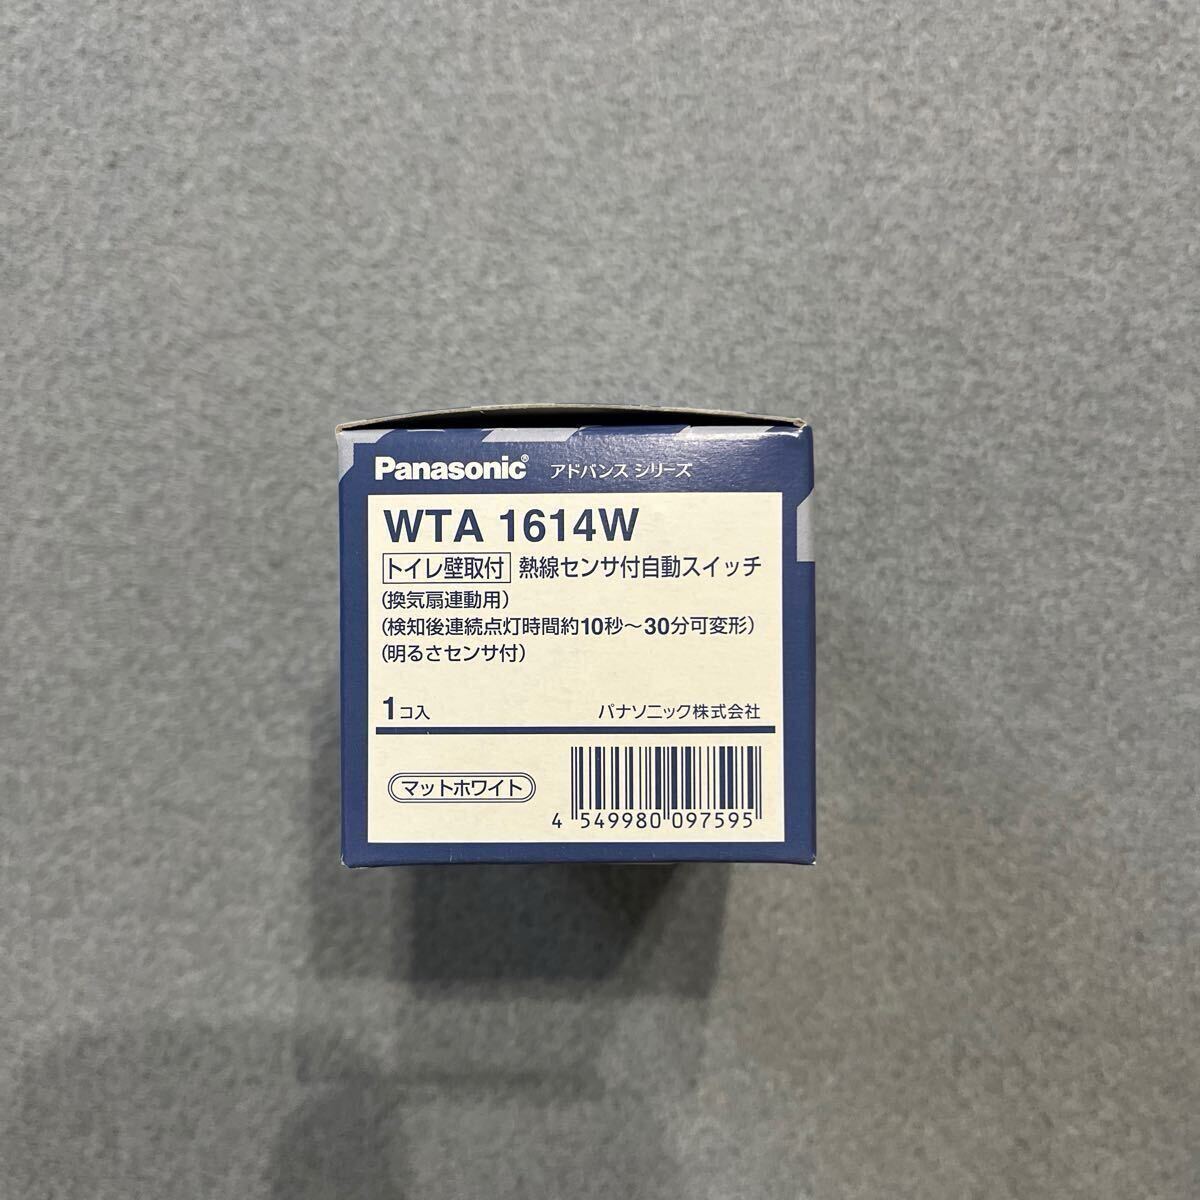 Panasonic® アドバンス シリーズ
WTA 1614W
トイレ壁取付 熱線センサ付自動スイッチ
(換気扇連動用)
(検知後連続点灯時間約10秒～30分可変形)
(明るさセンサ付)
1コ入 パナソニック株式会社
マットホワイト
4 549980 097595